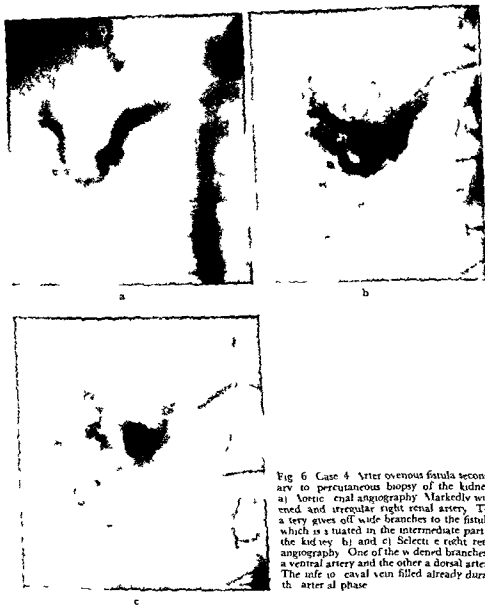 a
b
c
Fig 6 Case 4 Arter ovenous fistula secon
ary to percutaneous biopsy of the kidne
a) Aortic enal angiography Markedly wi
ened and irregular right renal artery T
a tery gives off wide branches to the fistul
which is s tuated in the intermediate part
the kid ey b) and c) Selecti e right ren
angiography One of the w dened branches
a ventral artery and the other a dorsal arte
The infe io caval vein filled already dur
th arter al phase